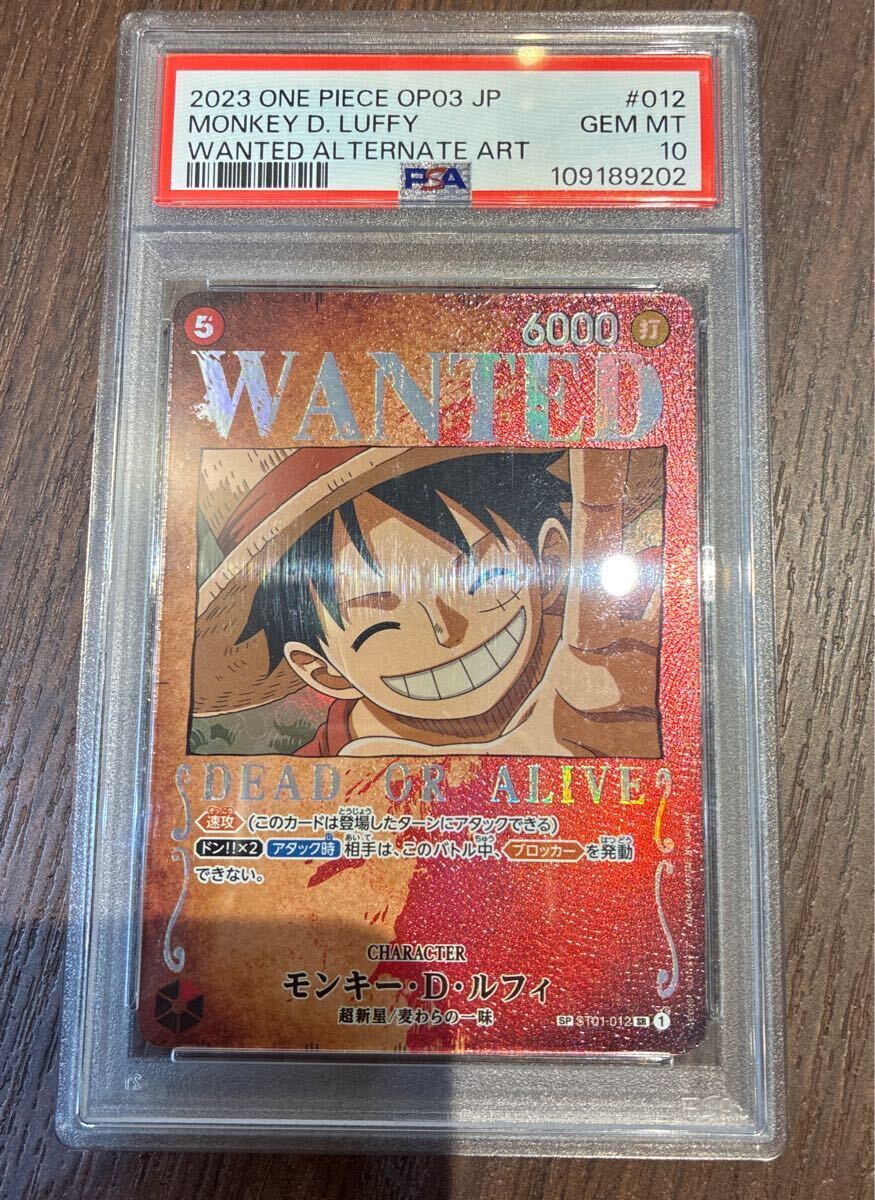 2023 ONE PIECE OP03 JP #012
MONKEY D. LUFFY GEM MT
WANTED ALTERNATE ART 10
PSA 109189202
5 6000 打
WANTED
DEAD OR ALIVE
速攻 (このカードは登場したターンにアタックできる)
ドン!!×2 アタック時 相手は、このバトル中、ブロッカーを発動
できない。
CHARACTER
モンキー・D・ルフィ
超新星/麦わらの一味
SP ST01-012 SR 1
PSA